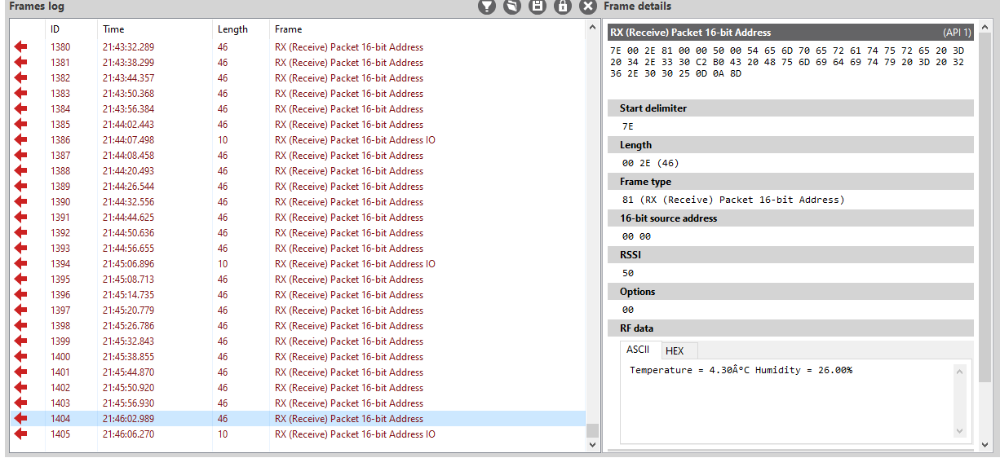 Frames log
ID Time Length Frame
1380 21:43:32.289 46 RX (Receive) Packet 16-bit Address
1381 21:43:38.299 46 RX (Receive) Packet 16-bit Address
1382 21:43:44.357 46 RX (Receive) Packet 16-bit Address
1383 21:43:50.368 46 RX (Receive) Packet 16-bit Address
1384 21:43:56.384 46 RX (Receive) Packet 16-bit Address
1385 21:44:02.443 46 RX (Receive) Packet 16-bit Address
1386 21:44:07.498 10 RX (Receive) Packet 16-bit Address IO
1387 21:44:08.458 46 RX (Receive) Packet 16-bit Address
1388 21:44:20.493 46 RX (Receive) Packet 16-bit Address
1389 21:44:26.544 46 RX (Receive) Packet 16-bit Address
1390 21:44:32.556 46 RX (Receive) Packet 16-bit Address
1391 21:44:44.625 46 RX (Receive) Packet 16-bit Address
1392 21:44:50.636 46 RX (Receive) Packet 16-bit Address
1393 21:44:56.655 46 RX (Receive) Packet 16-bit Address
1394 21:45:06.896 10 RX (Receive) Packet 16-bit Address IO
1395 21:45:08.713 46 RX (Receive) Packet 16-bit Address
1396 21:45:14.735 46 RX (Receive) Packet 16-bit Address
1397 21:45:20.779 46 RX (Receive) Packet 16-bit Address
1398 21:45:26.786 46 RX (Receive) Packet 16-bit Address
1399 21:45:32.843 46 RX (Receive) Packet 16-bit Address
1400 21:45:38.855 46 RX (Receive) Packet 16-bit Address
1401 21:45:44.870 46 RX (Receive) Packet 16-bit Address
1402 21:45:50.920 46 RX (Receive) Packet 16-bit Address
1403 21:45:56.930 46 RX (Receive) Packet 16-bit Address
1404 21:46:02.989 46 RX (Receive) Packet 16-bit Address
1405 21:46:06.270 10 RX (Receive) Packet 16-bit Address IO
Frame details
RX (Receive) Packet 16-bit Address (API 1)
7E 00 2E 81 00 00 50 00 54 65 6D 70 65 72 61 74 75 72 65 20 3D
20 34 2E 33 30 C2 B0 43 20 48 75 6D 69 64 69 74 79 20 3D 20 32
36 2E 30 30 25 0D 0A 8D
Start delimiter
7E
Length
00 2E (46)
Frame type
81 (RX (Receive) Packet 16-bit Address)
16-bit source address
00 00
RSSI
50
Options
00
RF data
ASCII HEX
Temperature = 4.30Â°C Humidity = 26.00%